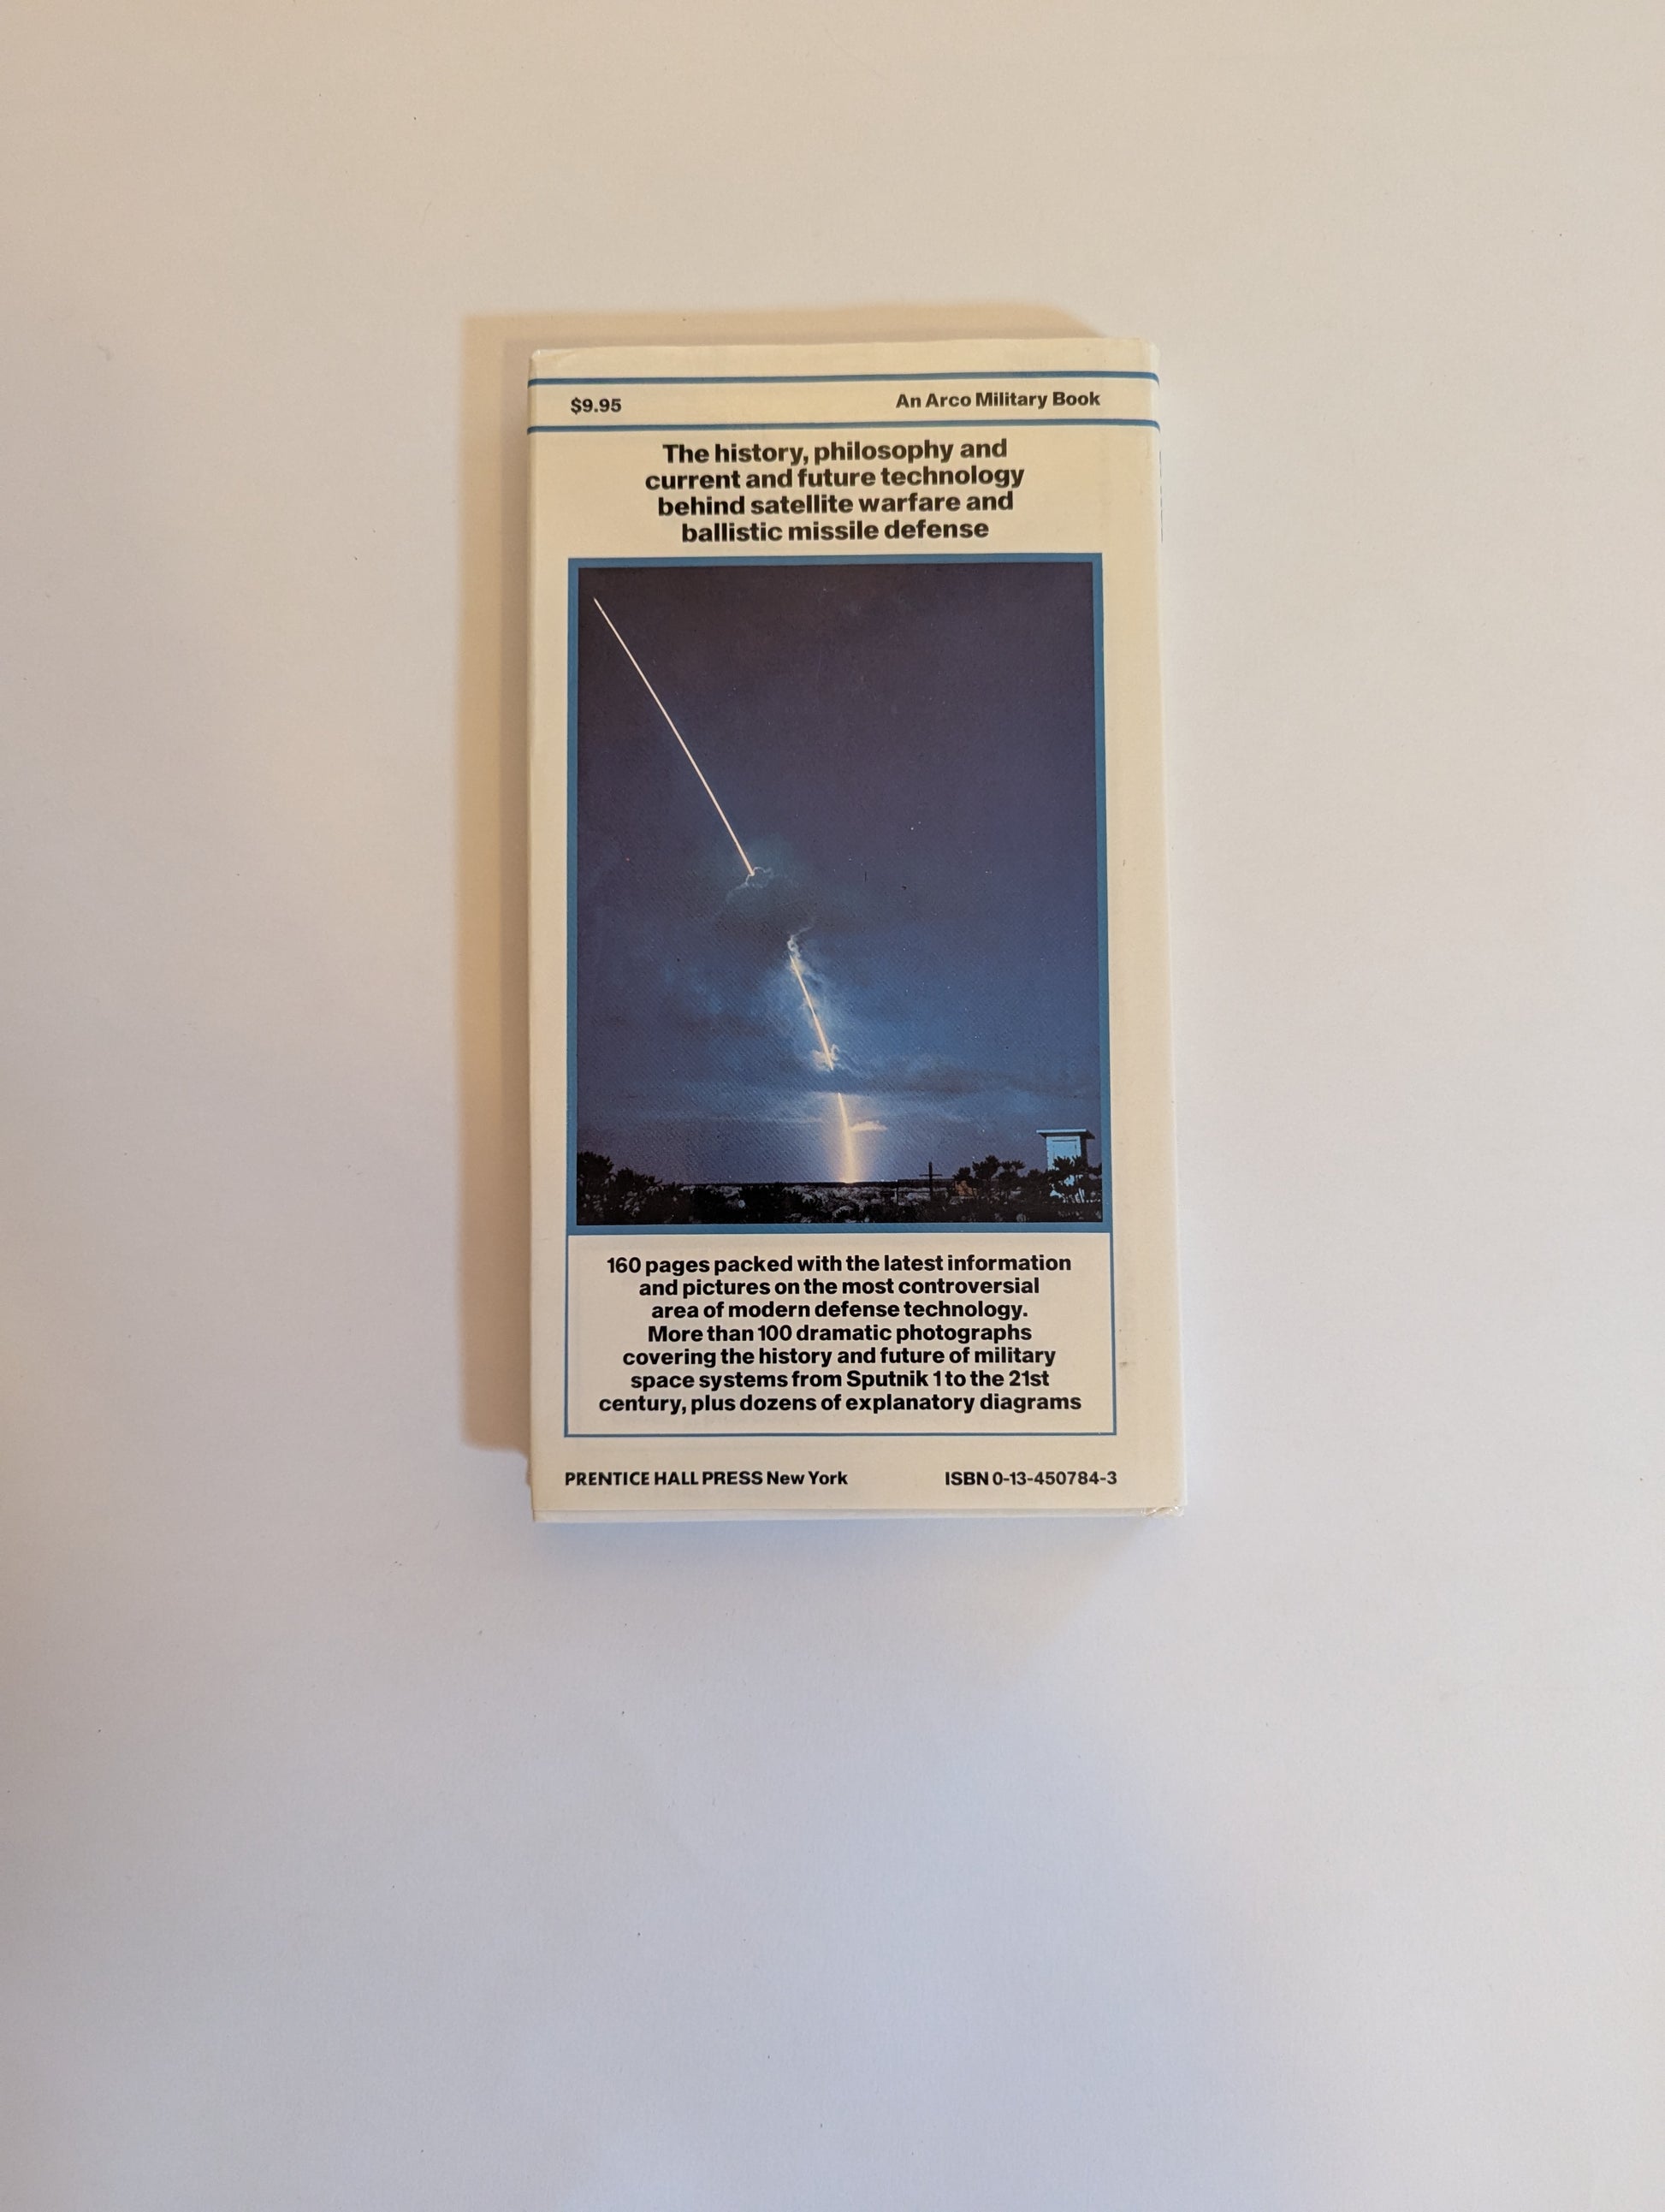 $9.95 An Arco Military Book
The history, philosophy and
current and future technology
behind satellite warfare and
ballistic missile defense
160 pages packed with the latest information
and pictures on the most controversial
area of modern defense technology.
More than 100 dramatic photographs
covering the history and future of military
space systems from Sputnik 1 to the 21st
century, plus dozens of explanatory diagrams
PRENTICE HALL PRESS New York ISBN 0-13-450784-3